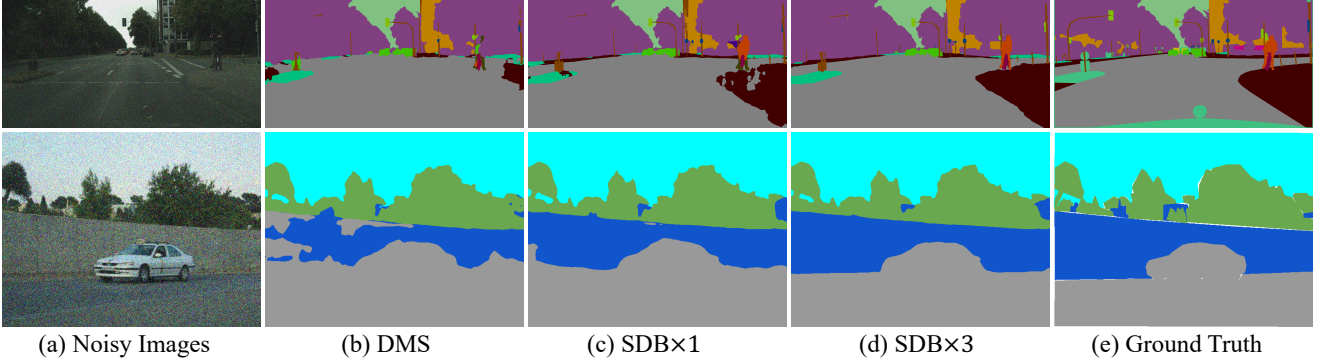 (a) Noisy Images
(b) DMS
(c) SDB×1
(d) SDB×3
(e) Ground Truth